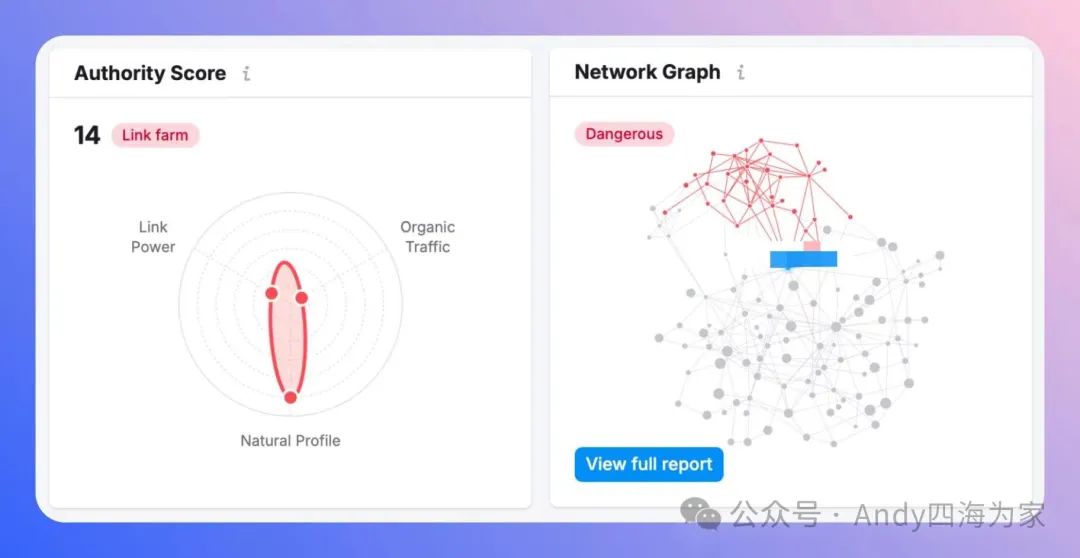 Authority Score i
14 Link farm
Link
Power
Organic
Traffic
Natural Profile
Network Graph i
Dangerous
View full report
公众号 · Andy四海为家